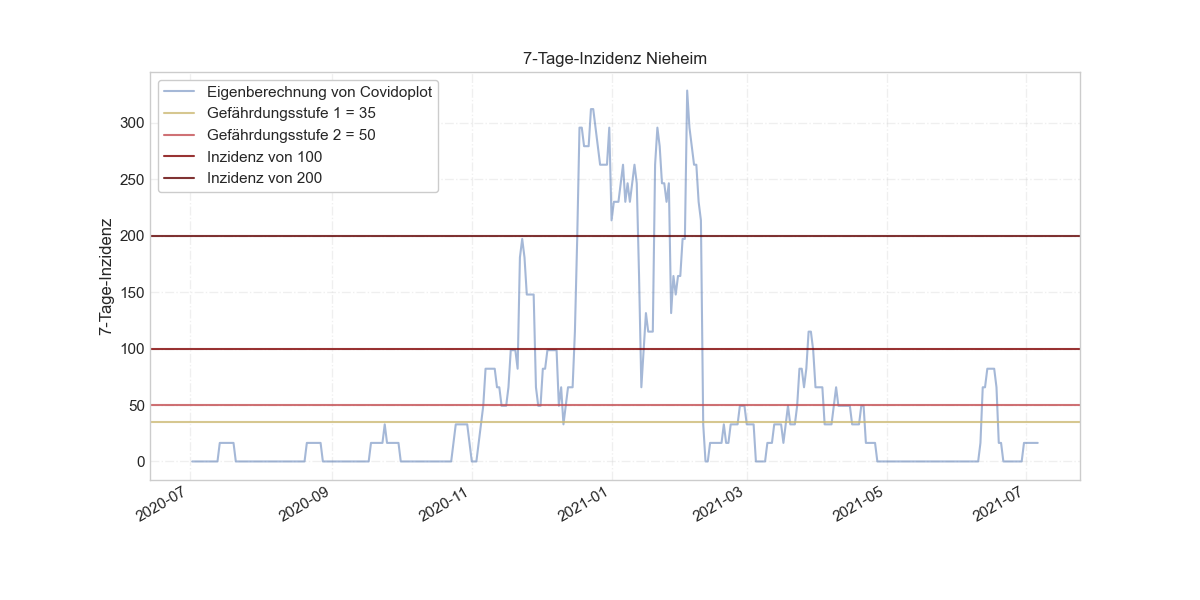 7-Tage-Inzidenz Nieheim
Eigenberechnung von Covidoplot
Gefährdungsstufe 1 = 35
Gefährdungsstufe 2 = 50
Inzidenz von 100
Inzidenz von 200
7-Tage-Inzidenz
300
250
200
150
100
50
0
2020-07
2020-09
2020-11
2021-01
2021-03
2021-05
2021-07